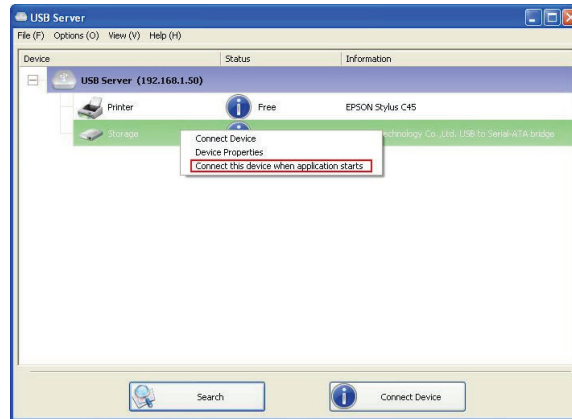 USB Server
File (F) Options (O) View (V) Help (H)
Device Status Information
USB Server (192.168.1.50)
Printer Free EPSON Stylus C45
Storage echnology Co.,Ltd. USB to Serial-ATA bridge
Connect Device
Device Properties
Connect this device when application starts
Search Connect Device